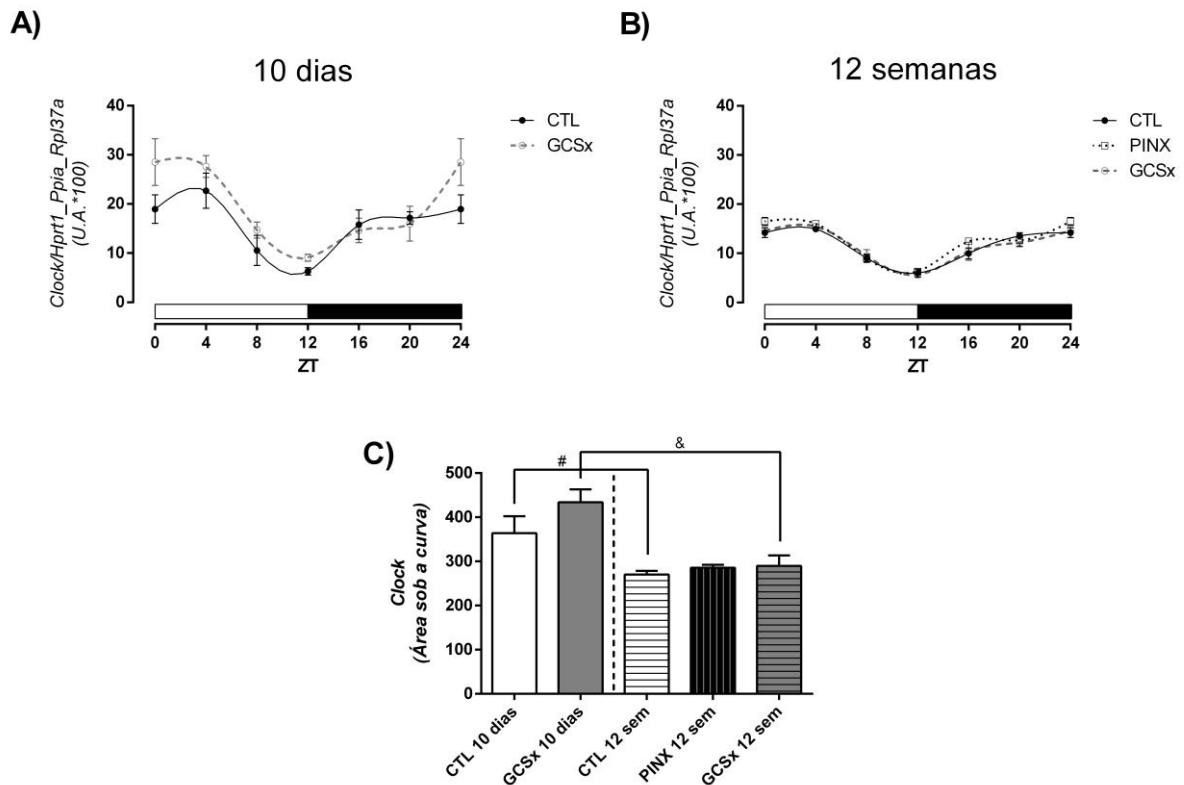 A)
10 dias
Clock/Hprt1_Ppia_Rpl37a
(U.A.*100)
40
30
20
10
0
CTL
GCSx
0 4 8 12 16 20 24
ZT
B)
12 semanas
Clock/Hprt1_Ppia_Rpl37a
(U.A.*100)
40
30
20
10
0
CTL
PINX
GCSx
0 4 8 12 16 20 24
ZT
C)
Clock
(Área sob a curva)
500
400
300
200
100
0
#
&
CTL 10 dias
GCSx 10 dias
CTL 12 sem
PINX 12 sem
GCSx 12 sem